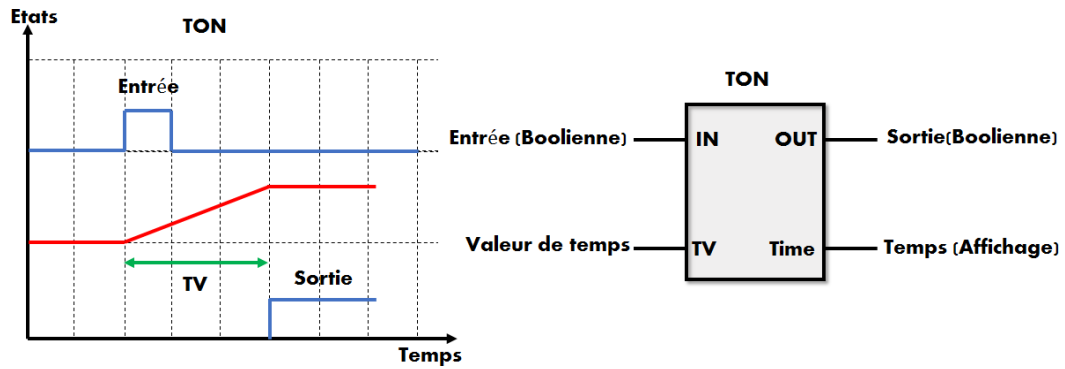 Etats
TON
Entrée
TV
Sortie
Temps
TON
Entrée (Boolienne)
IN
OUT
Sortie(Boolienne)
Valeur de temps
TV
Time
Temps (Affichage)